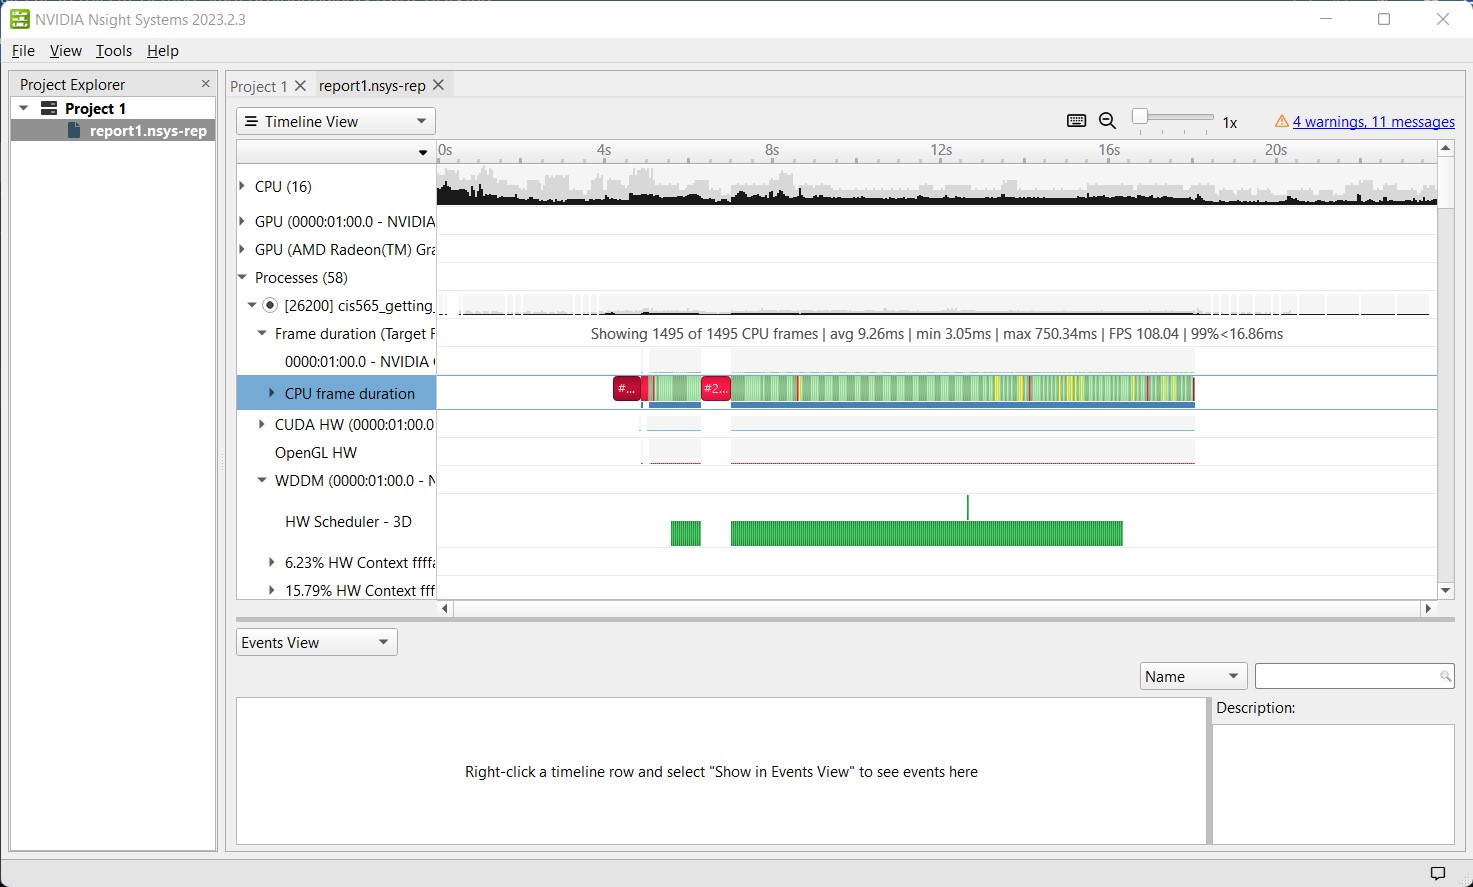 NVIDIA Nsight Systems 2023.2.3
File View Tools Help
Project Explorer
Project 1
report1.nsys-rep
Project 1
report1.nsys-rep
Timeline View
1x
4 warnings, 11 messages
0s 4s 8s 12s 16s 20s
CPU (16)
GPU (0000:01:00.0 - NVIDIA
GPU (AMD Radeon(TM) Gra
Processes (58)
[26200] cis565_getting_
Frame duration (Target F
Showing 1495 of 1495 CPU frames | avg 9.26ms | min 3.05ms | max 750.34ms | FPS 108.04 | 99%<16.86ms
0000:01:00.0 - NVIDIA
CPU frame duration
#... #2...
CUDA HW (0000:01:00.0
OpenGL HW
WDDM (0000:01:00.0 - N
HW Scheduler - 3D
6.23% HW Context ffffa
15.79% HW Context fff
Events View
Name
Description:
Right-click a timeline row and select "Show in Events View" to see events here